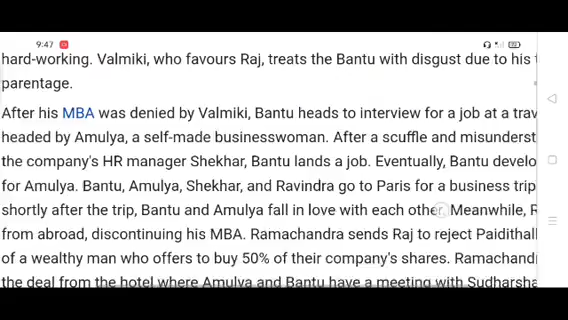 9:47
hard-working. Valmiki, who favours Raj, treats the Bantu with disgust due to his
parentage.
After his MBA was denied by Valmiki, Bantu heads to interview for a job at a trav
headed by Amulya, a self-made businesswoman. After a scuffle and misunderst
the company's HR manager Shekhar, Bantu lands a job. Eventually, Bantu develo
for Amulya. Bantu, Amulya, Shekhar, and Ravindra go to Paris for a business trip
shortly after the trip, Bantu and Amulya fall in love with each other. Meanwhile, R
from abroad, discontinuing his MBA. Ramachandra sends Raj to reject Paidithall
of a wealthy man who offers to buy 50% of their company's shares. Ramachand
the deal from the hotel where Amulya and Bantu have a meeting with Sudharsha